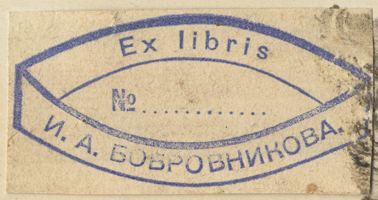 Ex libris
№............
И. А. БОБРОВНИКОВА.